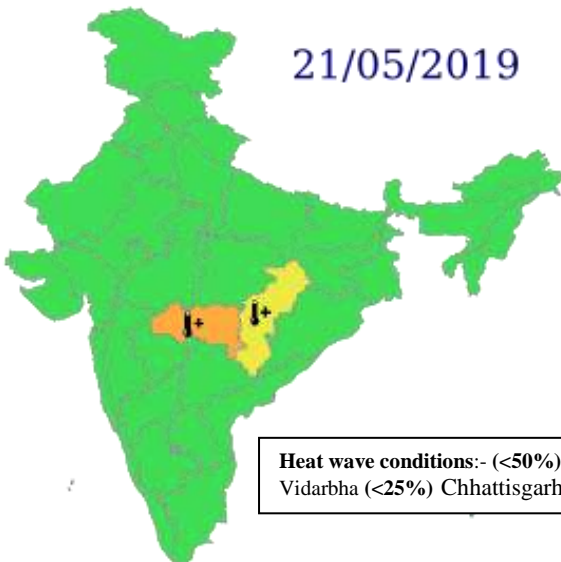 21/05/2019
Heat wave conditions:- (<50%)
Vidarbha (<25%) Chhattisgarh